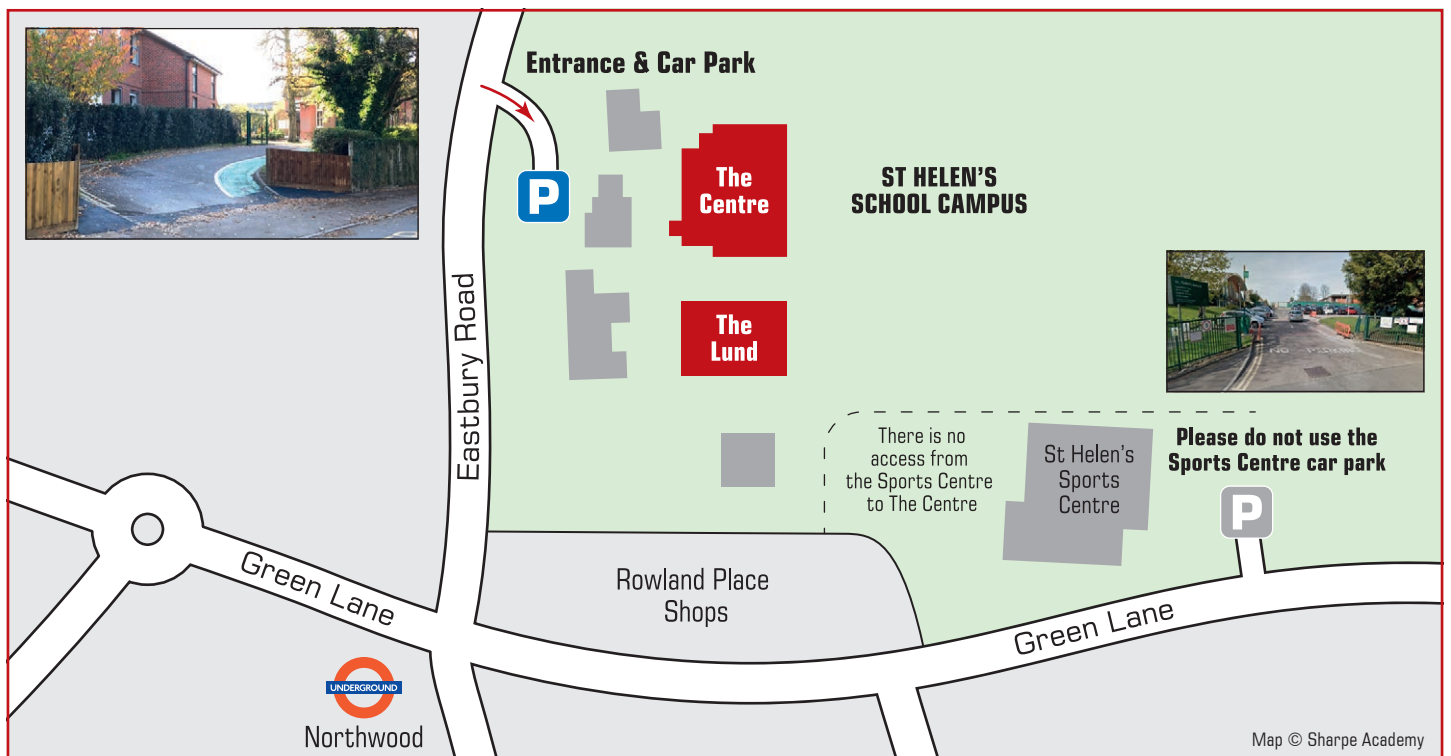 Entrance & Car Park
P
The
Centre
ST HELEN'S
SCHOOL CAMPUS
The
Lund
Eastbury Road
There is no
access from
the Sports Centre
to The Centre
St Helen's
Sports
Centre
Please do not use the
Sports Centre car park
P
NO PARKING
Rowland Place
Shops
Green Lane
Green Lane
UNDERGROUND
Northwood
Map © Sharpe Academy